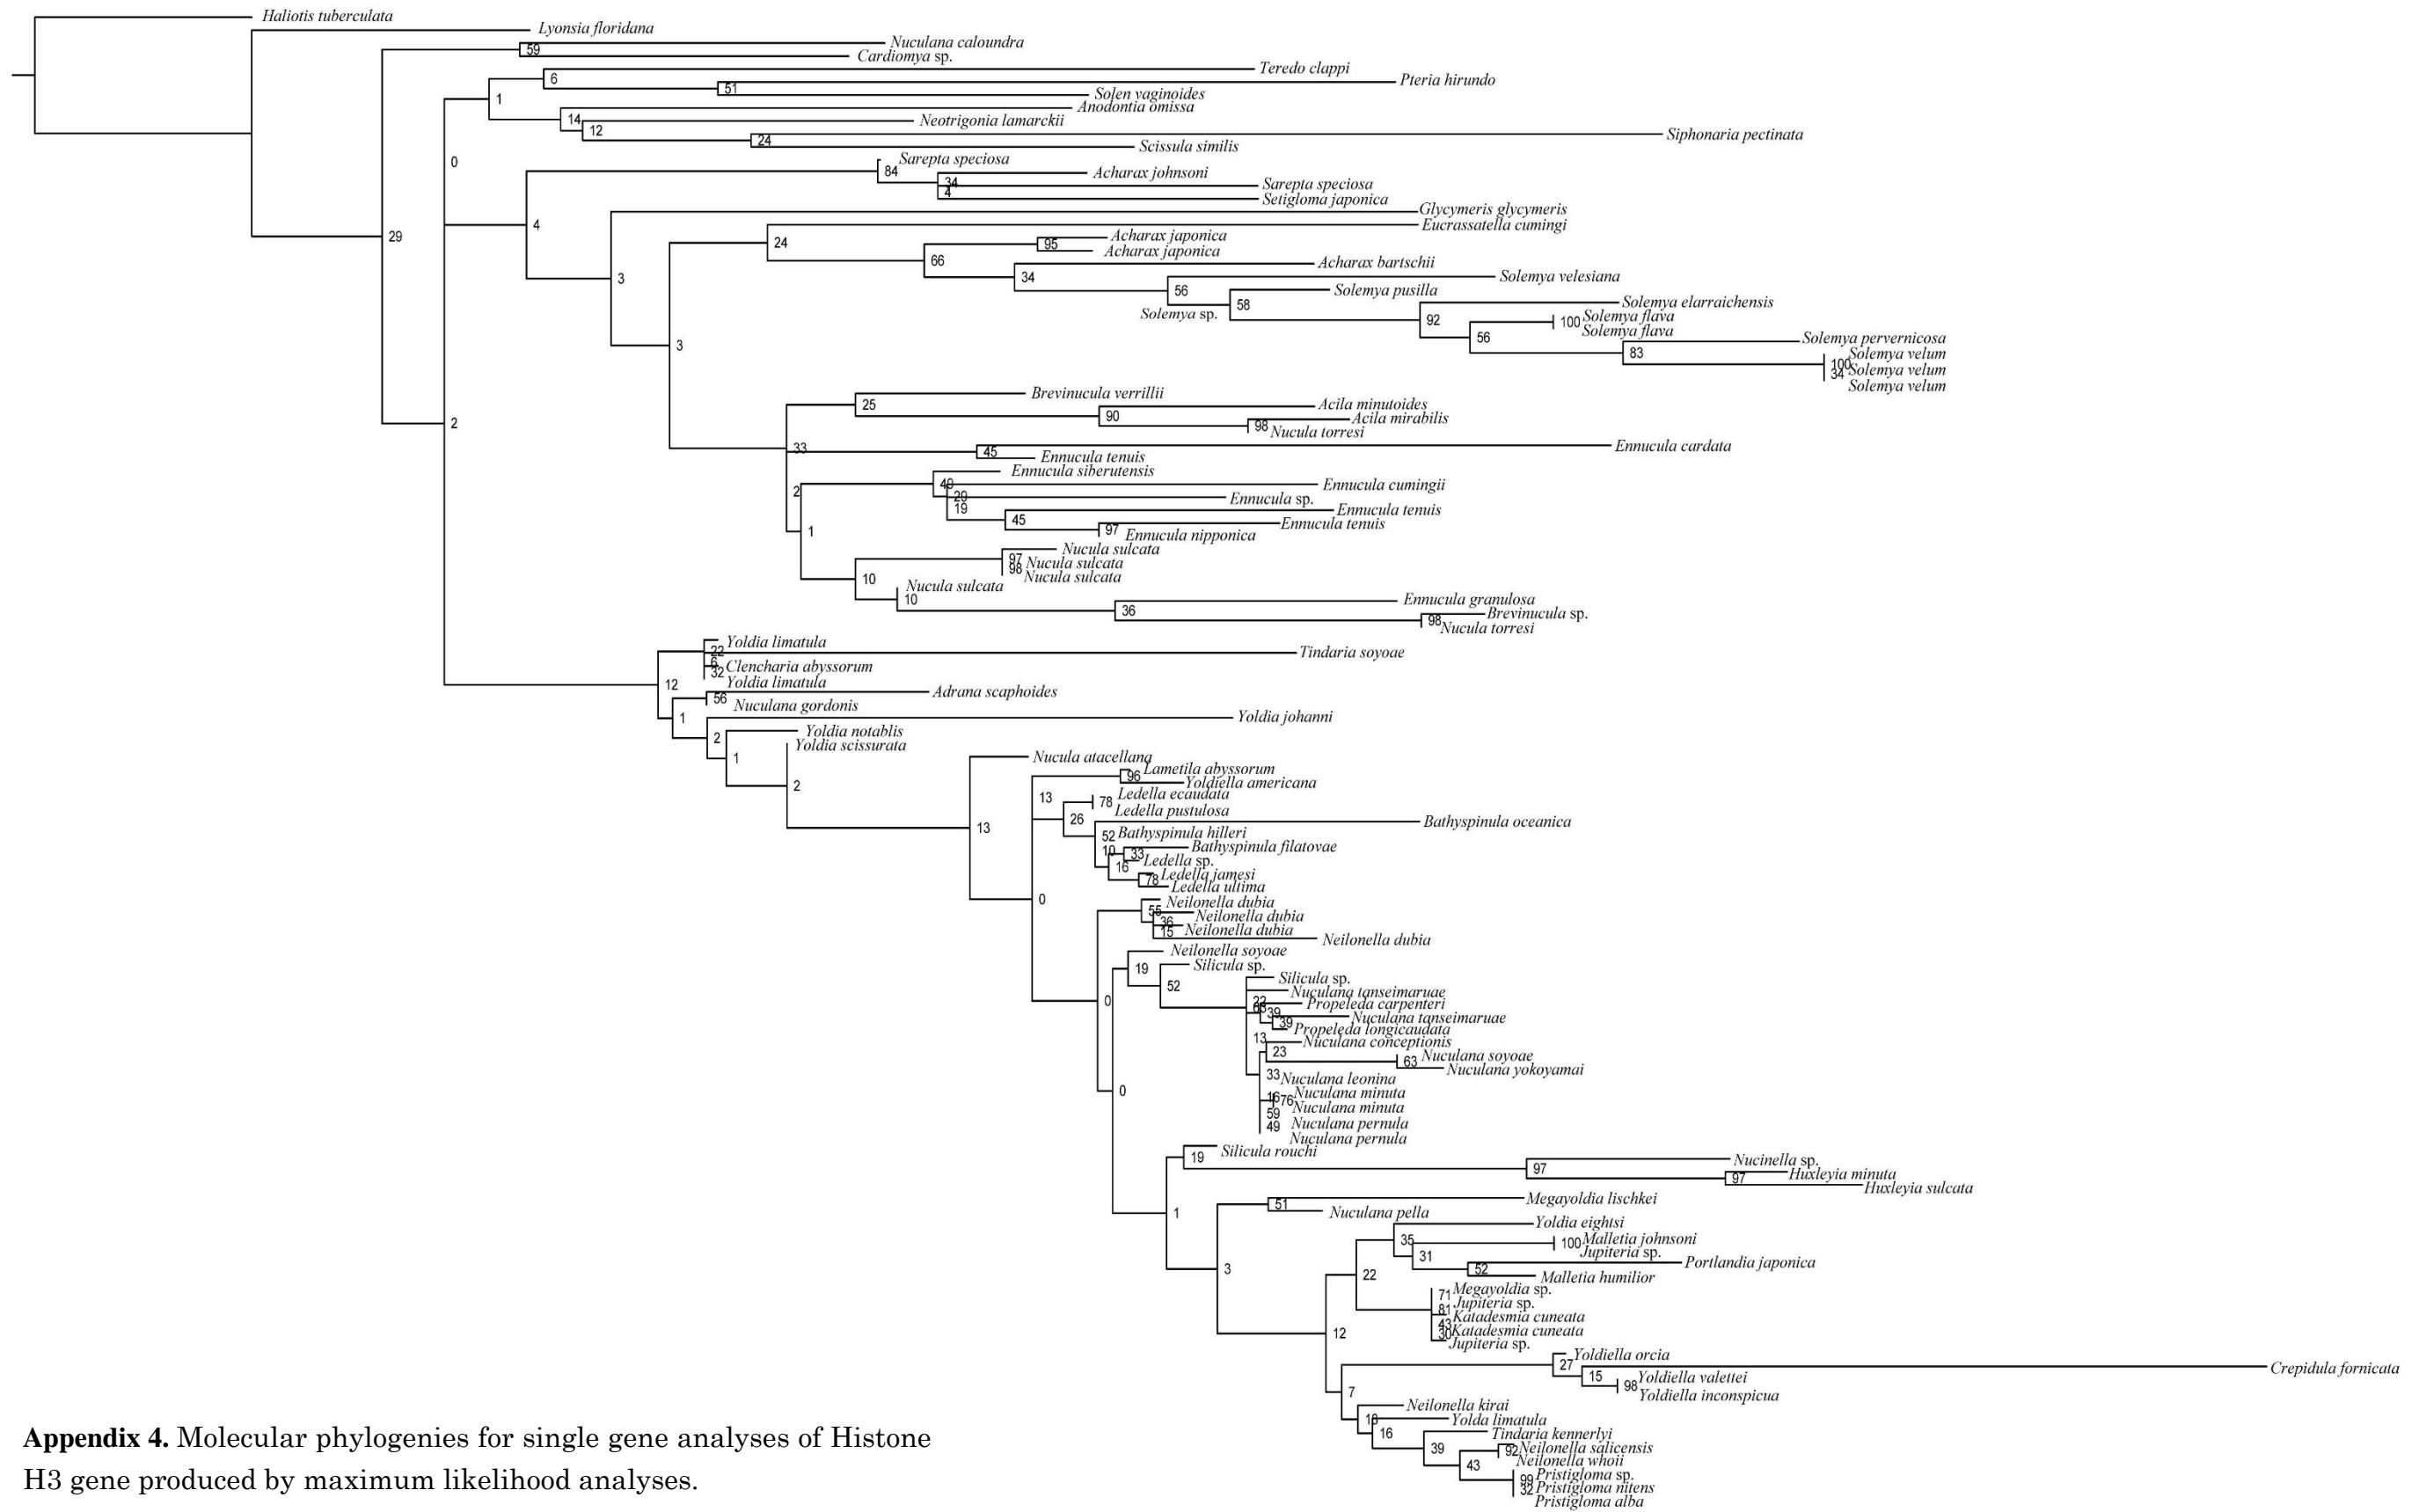 Haliotis tuberculata
Lyonsia floridana
Nuculana caloundra
59
Cardiomya sp.
Teredo clappi
6
Pteria hirundo
51
Solen vaginoides
1
Anodontia omissa
14
Neotrigonia lamarckii
12
Siphonaria pectinata
24
Scissula similis
0
Sarepta speciosa
84
Acharax johnsoni
34
Sarepta speciosa
4
Setigloma japonica
Glycymeris glycymeris
4
Eucrassatella cumingi
29
Acharax japonica
24
95
Acharax japonica
66
Acharax bartschii
3
34
Solemya velesiana
56
Solemya pusilla
58
Solemya sp.
Solemya elarraichensis
92
100
Solemya flava
Solemya flava
56
Solemya pervernicosa
3
83
Solemya velum
100
Solemya velum
34
Solemya velum
Brevinucula verrillii
25
Acila minutoides
90
Acila mirabilis
2
98
Nucula torresi
33
Ennucula cardata
45
Ennucula tenuis
Ennucula siberutensis
40
Ennucula cumingii
2
29
Ennucula sp.
19
Ennucula tenuis
45
Ennucula tenuis
1
97
Ennucula nipponica
Nucula sulcata
97
Nucula sulcata
98
Nucula sulcata
10
Nucula sulcata
10
Ennucula granulosa
36
Brevinucula sp.
98
Nucula torresi
Yoldia limatula
22
Tindaria soyoae
6
Clencharia abyssorum
32
Yoldia limatula
12
Adrana scaphoides
56
Nuculana gordonis
1
Yoldia johanni
2
Yoldia notablis
1
Yoldia scissurata
2
Nucula atacellana
Lametila abyssorum
96
Yoldiella americana
13
Ledella ecaudata
78
Ledella pustulosa
26
Bathyspinula oceanica
13
52
Bathyspinula hilleri
10
33
Bathyspinula filatovae
16
Ledella sp.
Ledella jamesi
78
Ledella ultima
0
Neilonella dubia
55
Neilonella dubia
36
15
Neilonella dubia
Neilonella dubia
Neilonella soyoae
19
Silicula sp.
52
Silicula sp.
0
22
Nuculana tanseimaruae
Propeleda carpenteri
39
Nuculana tanseimaruae
39
Propeleda longicaudata
13
Nuculana conceptionis
23
Nuculana soyoae
63
Nuculana yokoyamai
33
Nuculana leonina
0
16
76
Nuculana minuta
59
Nuculana minuta
49
Nuculana pernula
Nuculana pernula
Silicula rouchi
19
Nucinella sp.
97
Huxleyia minuta
97
Huxleyia sulcata
1
Megayoldia lischkei
51
Nuculana pella
Yoldia eightsi
35
100
Malletia johnsoni
Jupiteria sp.
31
Portlandia japonica
3
22
52
Malletia humilior
71
Megayoldia sp.
81
Jupiteria sp.
43
Katadesmia cuneata
30
Katadesmia cuneata
12
Jupiteria sp.
Yoldiella orcia
27
Crepidula fornicata
15
Yoldiella valettei
98
Yoldiella inconspicua
7
Neilonella kirai
Yolda limatula
16
Tindaria kennerlyi
39
92
Neilonella salicensis
43
Neilonella whoii
99
Pristigloma sp.
32
Pristigloma nitens
Pristigloma alba
Appendix 4. Molecular phylogenies for single gene analyses of Histone
H3 gene produced by maximum likelihood analyses.